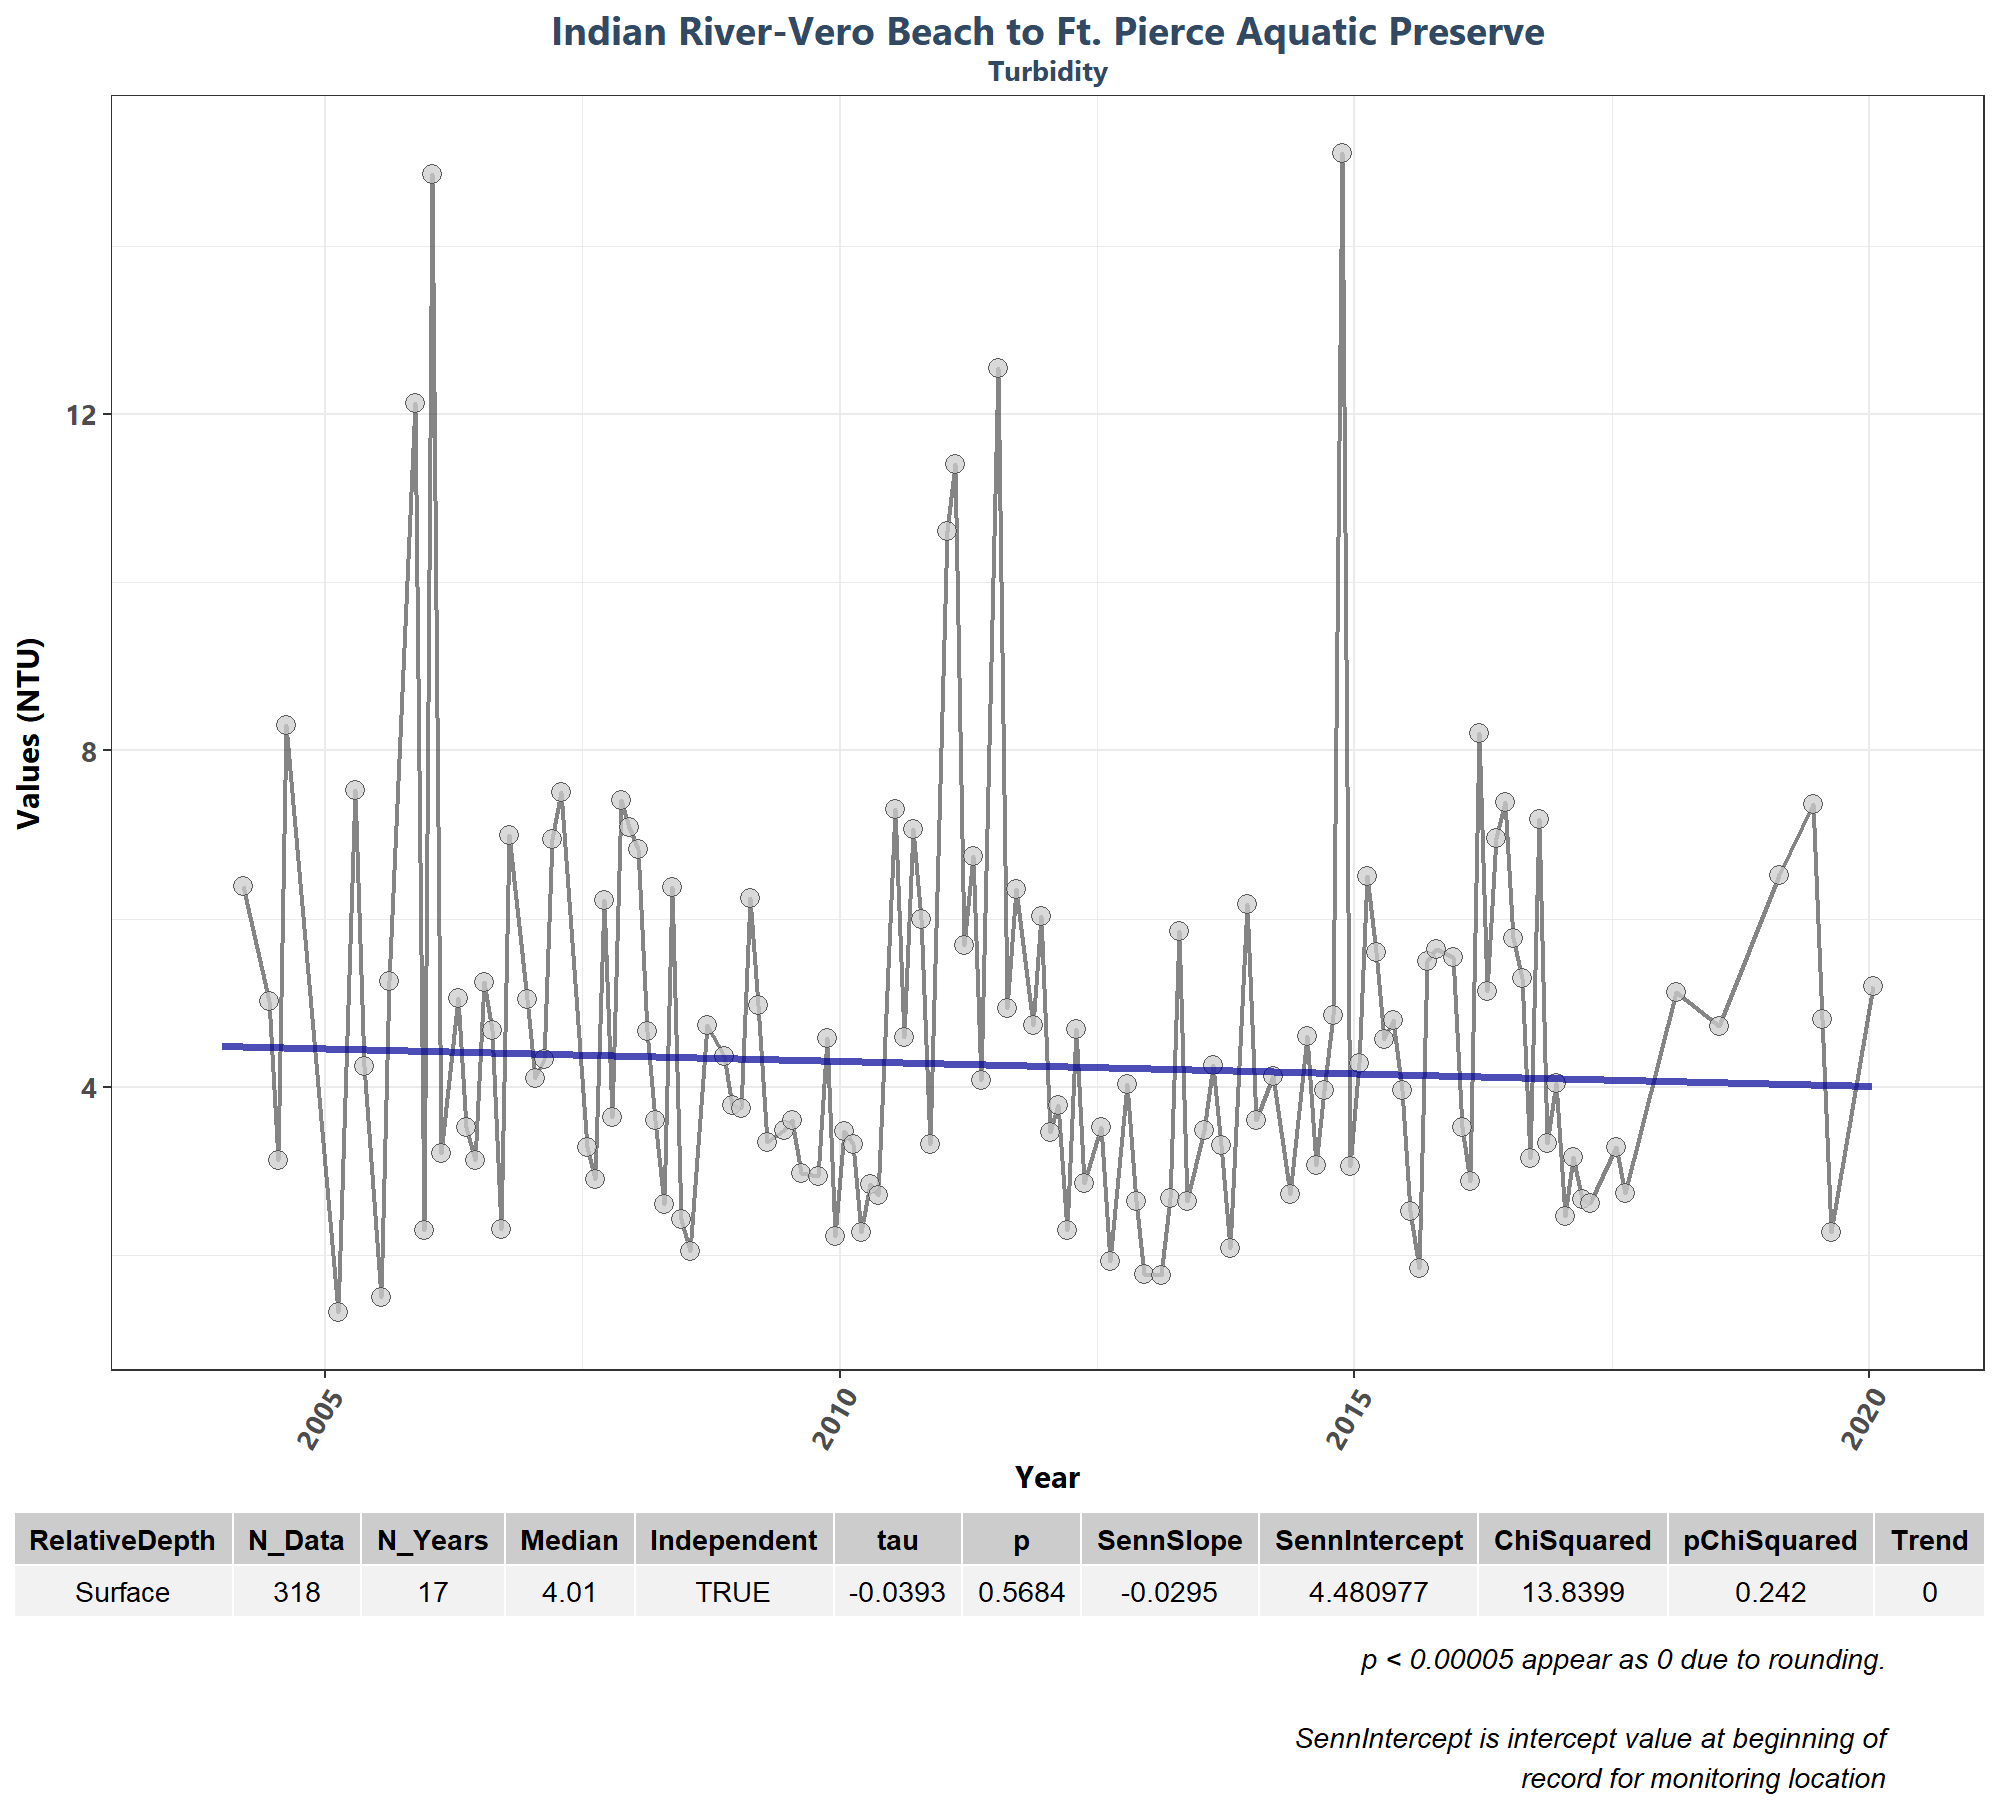 Indian River-Vero Beach to Ft. Pierce Aquatic Preserve
Turbidity
Values (NTU)
12
8
4
2005
2010
2015
2020
Year
RelativeDepth N_Data N_Years Median Independent tau p SennSlope SennIntercept ChiSquared pChiSquared Trend
Surface 318 17 4.01 TRUE -0.0393 0.5684 -0.0295 4.480977 13.8399 0.242 0
p < 0.00005 appear as 0 due to rounding.
SennIntercept is intercept value at beginning of
record for monitoring location